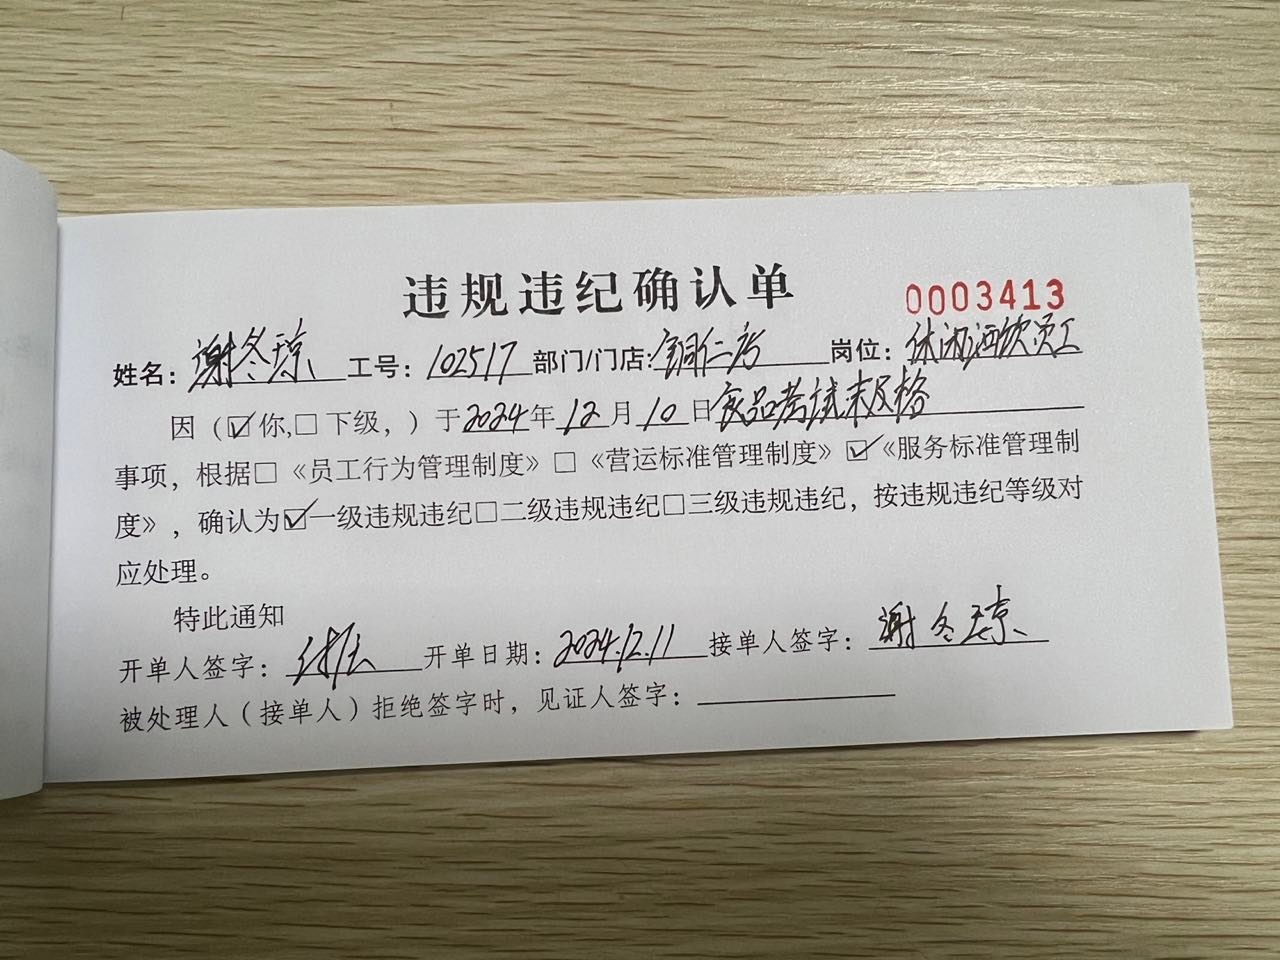 违规违纪确认单
0003413
姓名：谢冬琼 工号：102517 部门/门店：铜仁店 岗位：休闲酒饮员工
因（☑你,□下级，）于2024年12月10日食品考试未及格
事项，根据□《员工行为管理制度》□《营运标准管理制度》☑《服务标准管理制
度》，确认为☑一级违规违纪□二级违规违纪□三级违规违纪，按违规违纪等级对
应处理。
特此通知
开单人签字： 开单日期：2024.12.11 接单人签字：谢冬琼
被处理人（接单人）拒绝签字时，见证人签字：